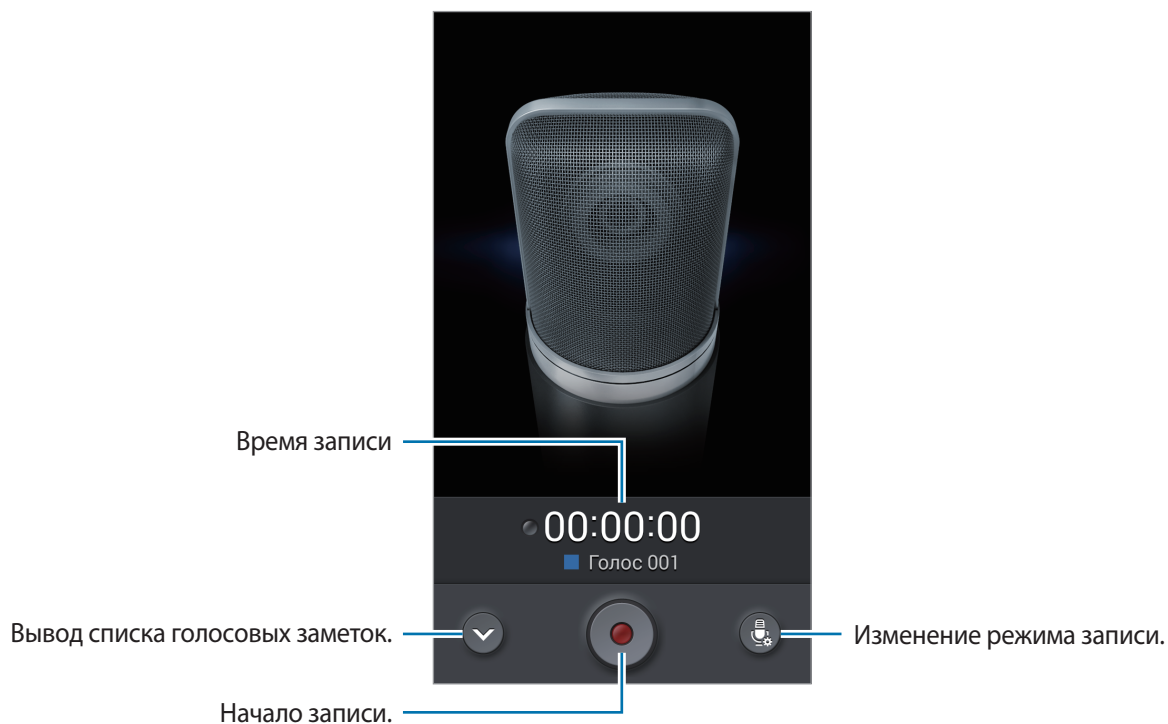 Время записи
00:00:00
Голос 001
Вывод списка голосовых заметок.
Изменение режима записи.
Начало записи.